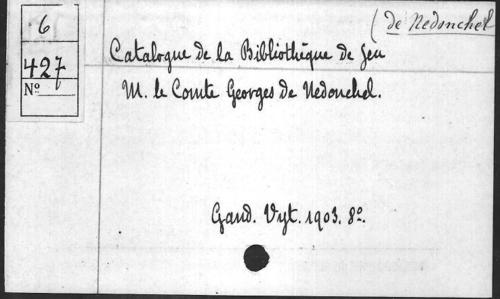 6
427
Nº
(de Nedonchel
Catalogue de la Bibliothèque de feu
M. le Comte Georges de Nedonchel.
Gand. Vyt. 1903. 8º.